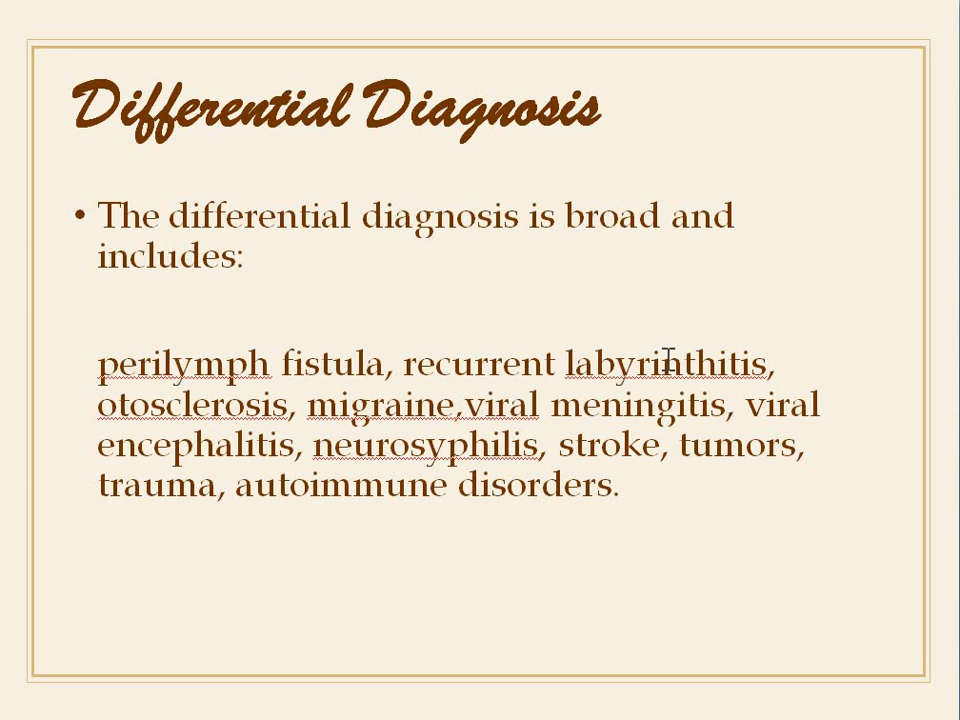 Differential Diagnosis
• The differential diagnosis is broad and
includes:
perilymph fistula, recurrent labyrinthitis,
otosclerosis, migraine,viral meningitis, viral
encephalitis, neurosyphilis, stroke, tumors,
trauma, autoimmune disorders.